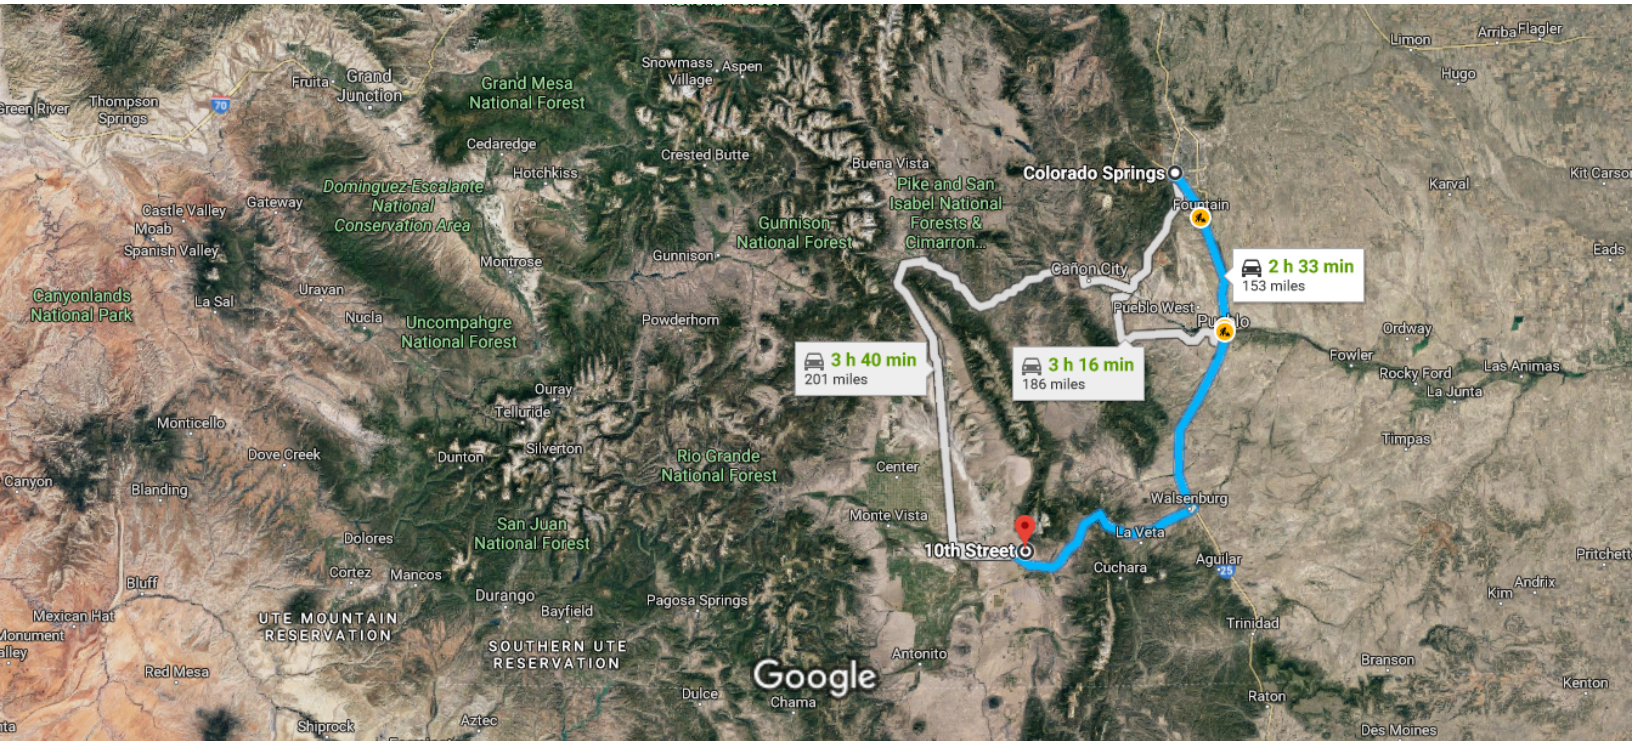 Limon
Arriba
Flagler
Snowmass
Village
Aspen
Hugo
Fruita
Grand
Junction
Grand Mesa
National Forest
70
Green River
Thompson
Springs
Cedaredge
Crested Butte
Buena Vista
Hotchkiss
Colorado Springs
Kit Carson
Karval
Dominguez-Escalante
National
Conservation Area
Pike and San
Isabel National
Forests &
Cimarron...
Castle Valley
Gateway
Fountain
Moab
Gunnison
National Forest
Spanish Valley
Eads
Montrose
Gunnison
Cañon City
2 h 33 min
153 miles
Canyonlands
National Park
La Sal
Uravan
Pueblo West
Nucla
Uncompahgre
National Forest
Powderhorn
Pueblo
Ordway
3 h 40 min
201 miles
3 h 16 min
186 miles
Fowler
Rocky Ford
Las Animas
Ouray
La Junta
Telluride
Monticello
Timpas
Dove Creek
Dunton
Silverton
Rio Grande
National Forest
Center
Canyon
Blanding
Walsenburg
Monte Vista
San Juan
National Forest
Dolores
La Veta
10th Street
Cuchara
Aguilar
25
Pritchett
Cortez
Mancos
Bluff
Andrix
Kim
Durango
Bayfield
Pagosa Springs
Mexican Hat
UTE MOUNTAIN
RESERVATION
Trinidad
Monument
Valley
SOUTHERN UTE
RESERVATION
Antonito
Branson
Red Mesa
Google
Kenton
Dulce
Chama
Raton
Shiprock
Aztec
Des Moines